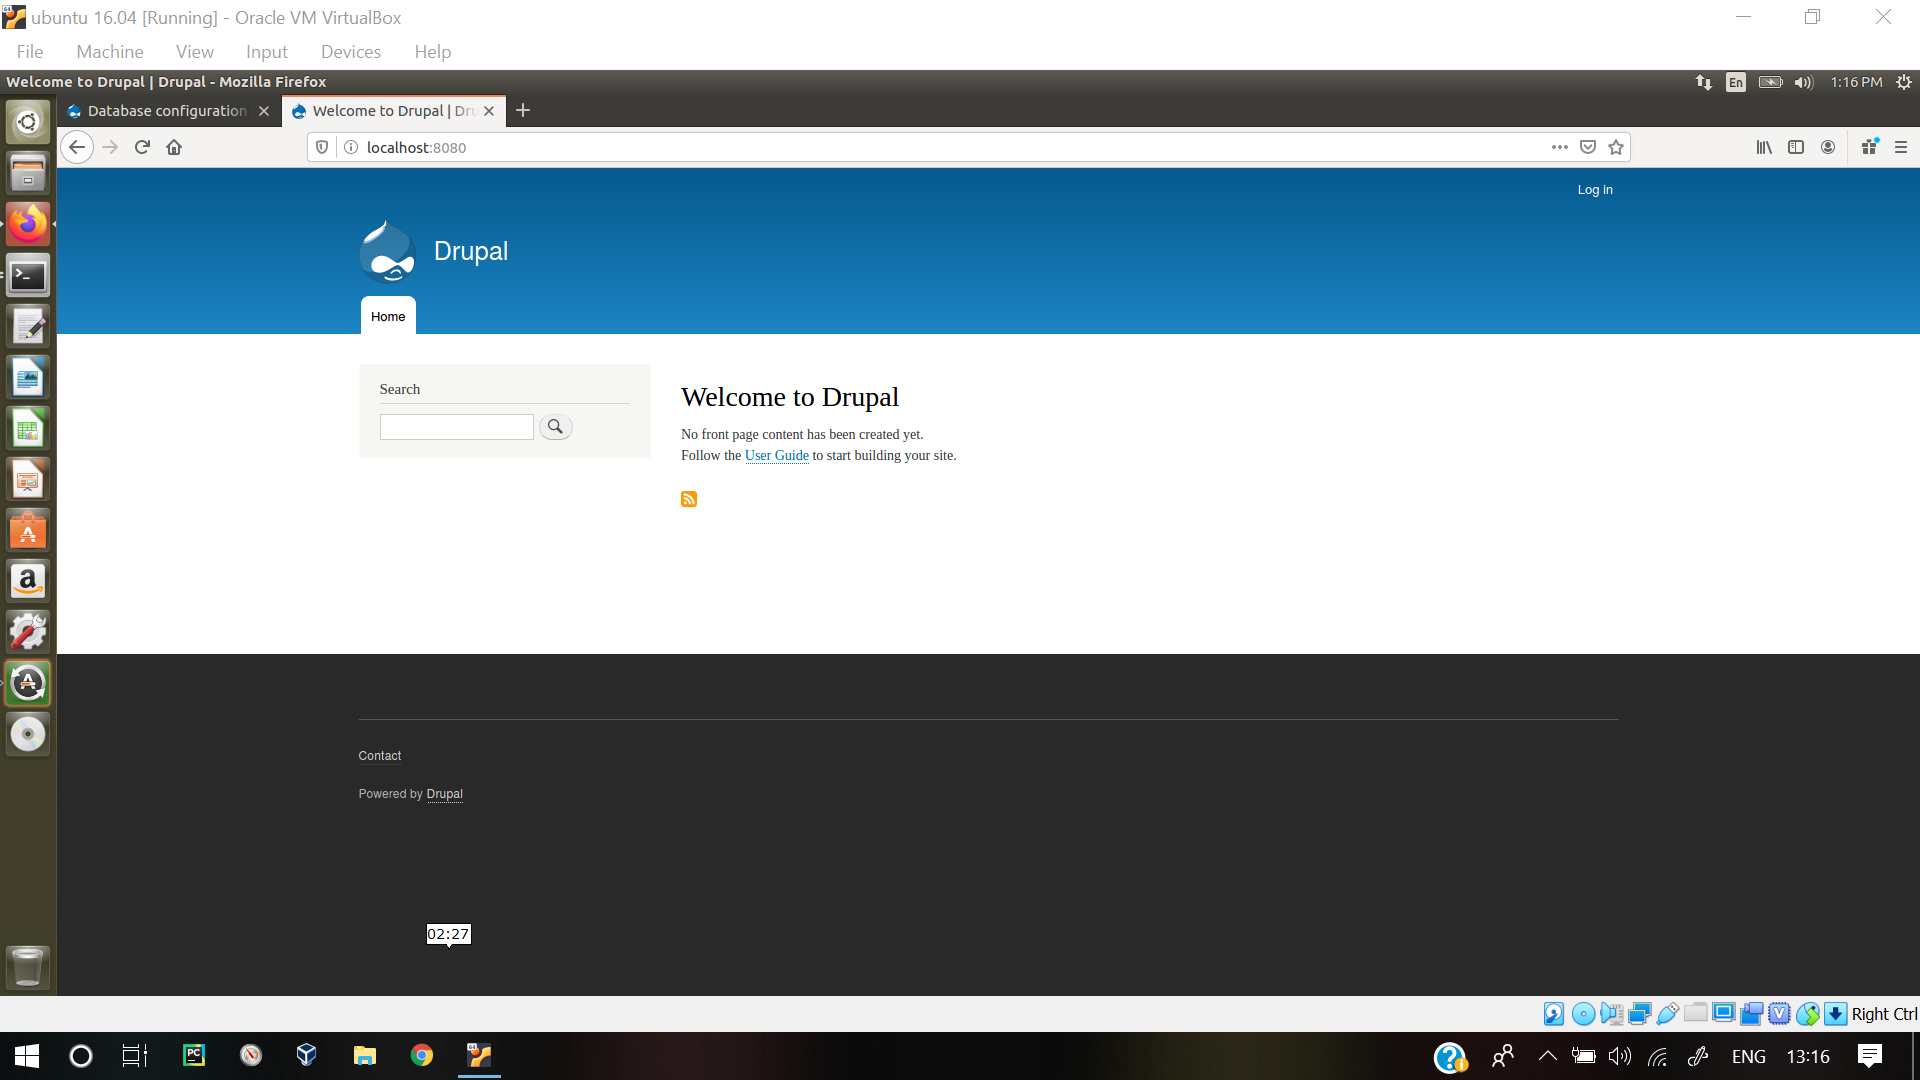 ubuntu 16.04 [Running] - Oracle VM VirtualBox
File Machine View Input Devices Help
Welcome to Drupal | Drupal - Mozilla Firefox
En
1:16 PM
Database configuration
Welcome to Drupal | Dru
localhost:8080
Log in
Drupal
Home
Search
Welcome to Drupal
No front page content has been created yet.
Follow the User Guide to start building your site.
Contact
Powered by Drupal
02:27
Right Ctrl
ENG
13:16